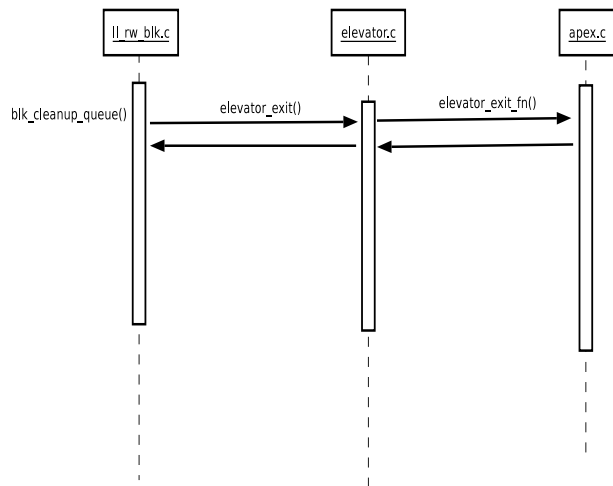 ll_rw_blk.c
elevator.c
apex.c
blk_cleanup_queue()
elevator_exit()
elevator_exit_fn()